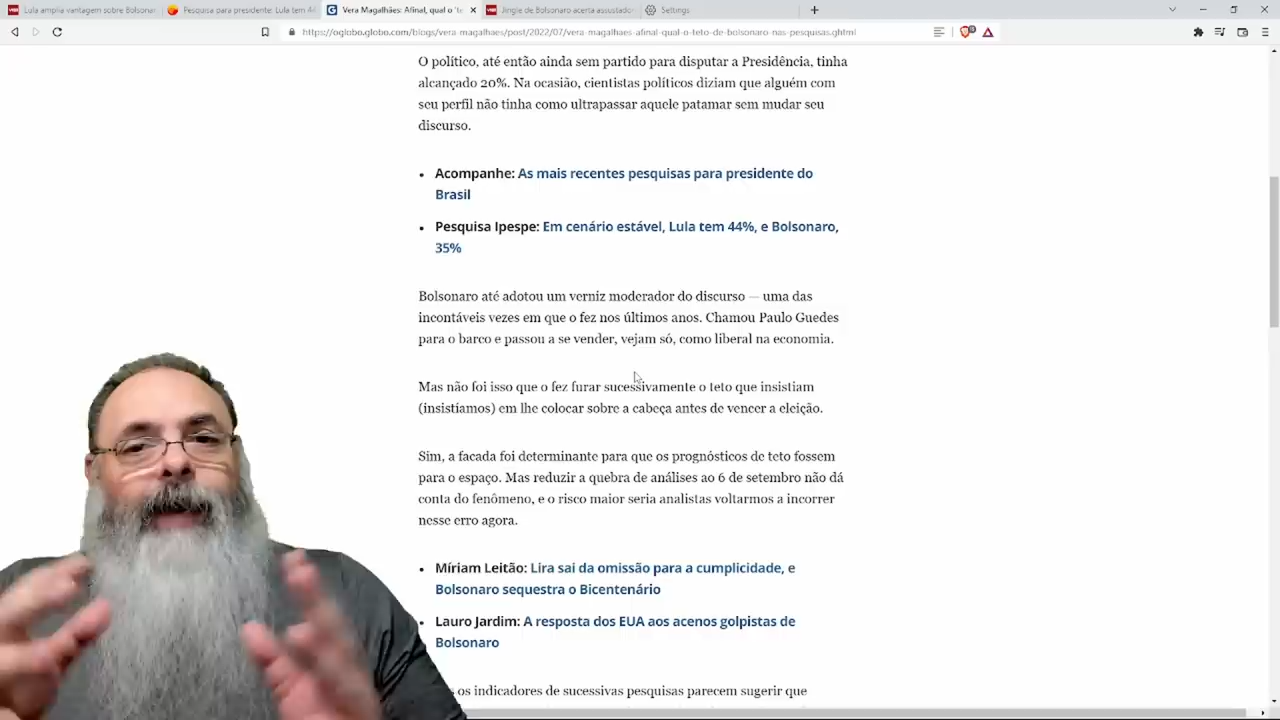 Lula amplia vantagem sobre Bolsonar
Pesquisa para presidente: Lula tem 44
Vera Magalhães: Afinal, qual o 'te
Jingle de Bolsonaro acerta assustado
Settings
https://oglobo.globo.com/blogs/vera-magalhaes/post/2022/07/vera-magalhaes-afinal-qual-o-teto-de-bolsonaro-nas-pesquisas.ghtml
O político, até então ainda sem partido para disputar a Presidência, tinha
alcançado 20%. Na ocasião, cientistas políticos diziam que alguém com
seu perfil não tinha como ultrapassar aquele patamar sem mudar seu
discurso.
• Acompanhe: As mais recentes pesquisas para presidente do
Brasil
• Pesquisa Ipespe: Em cenário estável, Lula tem 44%, e Bolsonaro,
35%
Bolsonaro até adotou um verniz moderador do discurso — uma das
incontáveis vezes em que o fez nos últimos anos. Chamou Paulo Guedes
para o barco e passou a se vender, vejam só, como liberal na economia.
Mas não foi isso que o fez furar sucessivamente o teto que insistiam
(insistíamos) em lhe colocar sobre a cabeça antes de vencer a eleição.
Sim, a facada foi determinante para que os prognósticos de teto fossem
para o espaço. Mas reduzir a quebra de análises ao 6 de setembro não dá
conta do fenômeno, e o risco maior seria analistas voltarmos a incorrer
nesse erro agora.
• Míriam Leitão: Lira sai da omissão para a cumplicidade, e
Bolsonaro sequestra o Bicentenário
• Lauro Jardim: A resposta dos EUA aos acenos golpistas de
Bolsonaro
os indicadores de sucessivas pesquisas parecem sugerir que